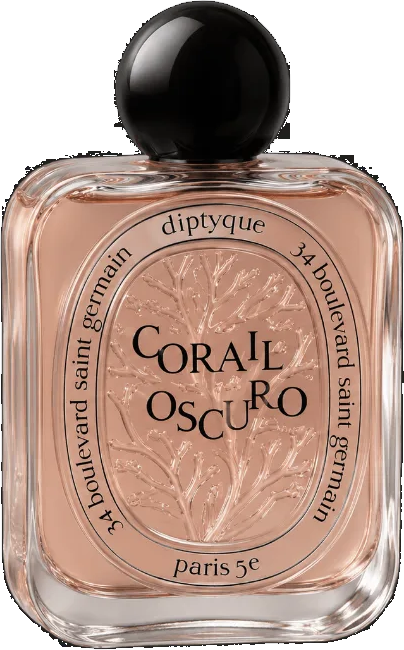 diptyque
34 boulevard saint germain
34 boulevard saint germain
CORAIL
OSCURO
paris 5e